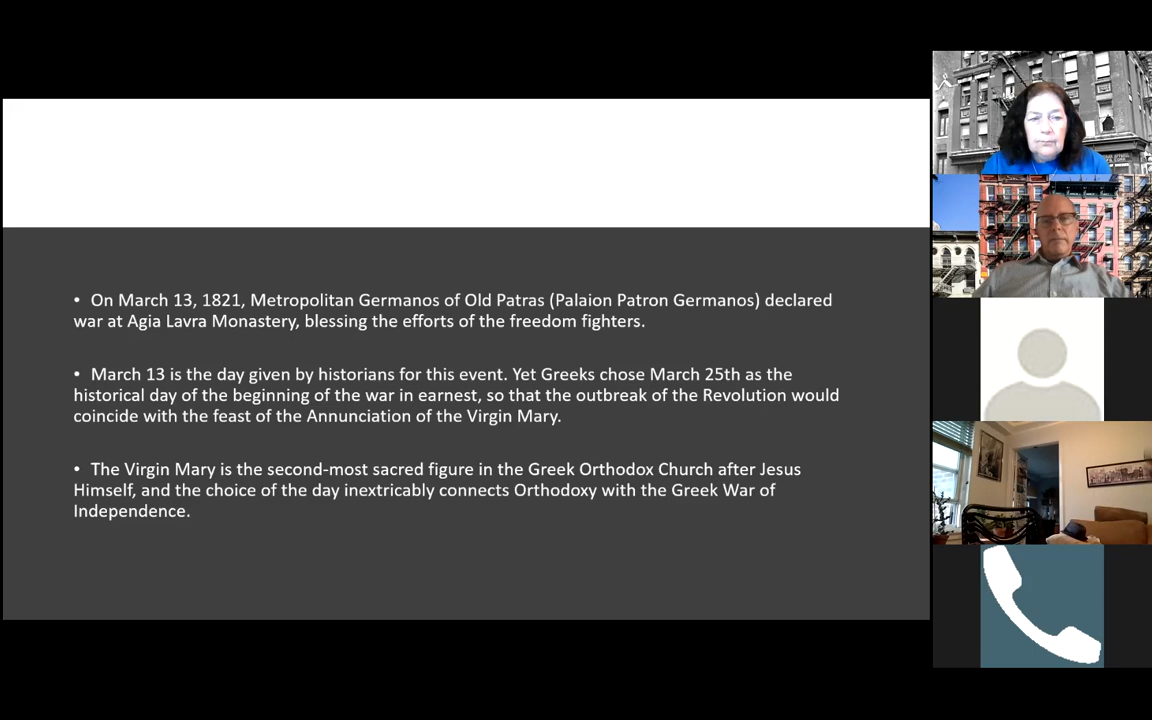 • On March 13, 1821, Metropolitan Germanos of Old Patras (Palaion Patron Germanos) declared
war at Agia Lavra Monastery, blessing the efforts of the freedom fighters.
• March 13 is the day given by historians for this event. Yet Greeks chose March 25th as the
historical day of the beginning of the war in earnest, so that the outbreak of the Revolution would
coincide with the feast of the Annunciation of the Virgin Mary.
• The Virgin Mary is the second-most sacred figure in the Greek Orthodox Church after Jesus
Himself, and the choice of the day inextricably connects Orthodoxy with the Greek War of
Independence.